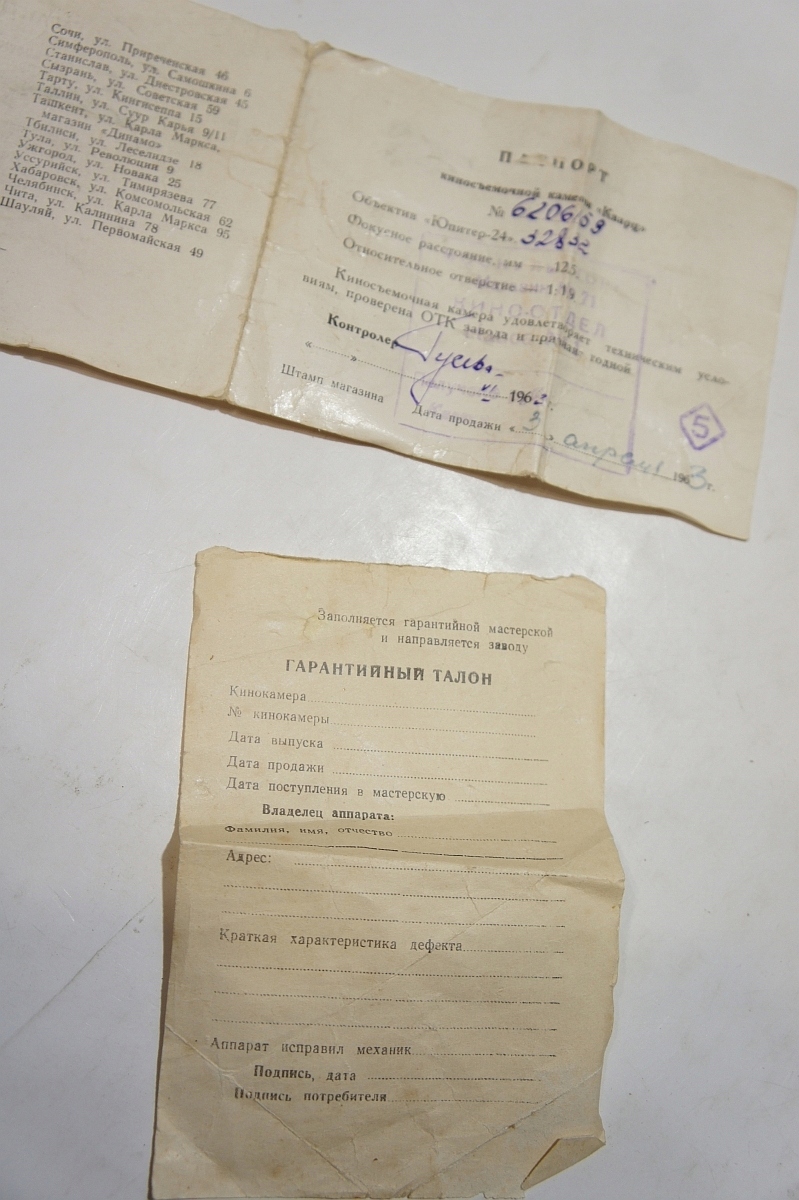 Сочи, ул. Приреченская 46
Симферополь, ул. Самошкина 6
Станислав, ул. Днестровская 45
Сызрань, ул. Советская 59
Тарту, ул. Кингисеппа 15
Таллин, ул. Суур Карья 9/11
Ташкент, ул. Карла Маркса,
магазин «Динамо»
Тбилиси, ул. Леселидзе 18
Тула, ул. Революции 9
Ужгород, ул. Новака 25
Уссурийск, ул. Тимирязева 77
Хабаровск, ул. Комсомольская 62
Челябинск, ул. Карла Маркса 95
Чита, ул. Калинина 78
Шауляй, ул. Первомайская 49
ПАСПОРТ
киносъемочной камеры «Кварц»
№ 6206159
Объектив «Юпитер-24»
Фокусное расстояние, мм — 12,5
Относительное отверстие — 1:1,9
Киносъемочная камера удовлетворяет техническим усло-
виям, проверена ОТК завода и признана годной.
Контролер
« » VI 1962 г.
Штамп магазина
КИНООТДЕЛ
Дата продажи « 3 » апреля 1963 г.
5
Заполняется гарантийной мастерской
и направляется заводу
ГАРАНТИЙНЫЙ ТАЛОН
Кинокамера
№ кинокамеры
Дата выпуска
Дата продажи
Дата поступления в мастерскую
Владелец аппарата:
Фамилия, имя, отчество
Адрес:
Краткая характеристика дефекта
Аппарат исправил механик
Подпись, дата
Подпись потребителя